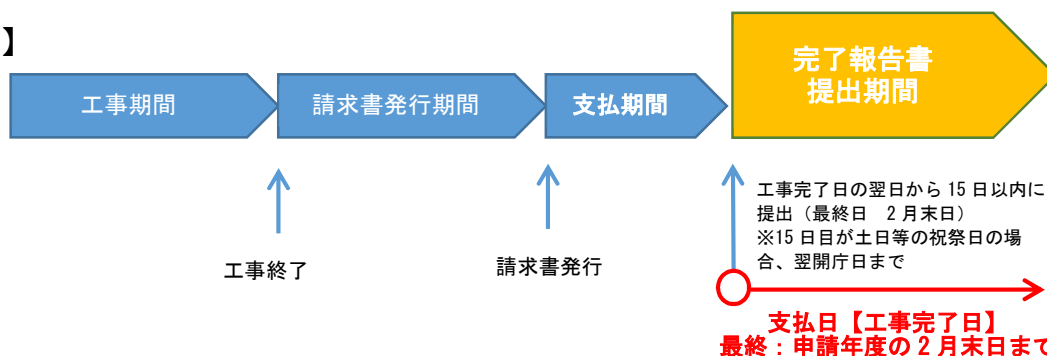 】
工事期間
請求書発行期間
支払期間
完了報告書
提出期間
工事終了
請求書発行
工事完了日の翌日から 15 日以内に
提出（最終日　2 月末日）
※15 日目が土日等の祝祭日の場
合、翌開庁日まで
支払日【工事完了日】
最終：申請年度の 2 月末日まで